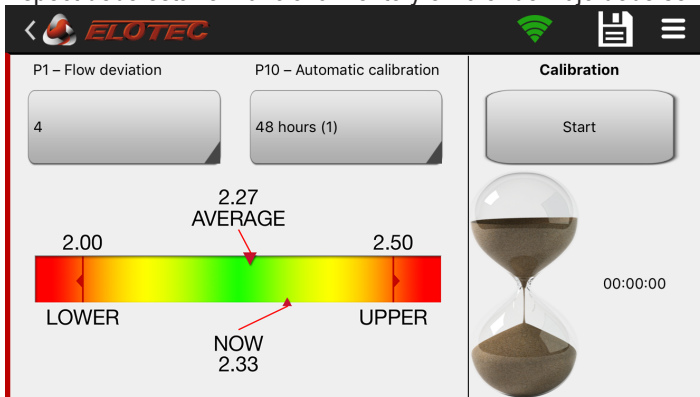 ELOTEC
P1 – Flow deviation
P10 – Automatic calibration
Calibration
4
48 hours (1)
Start
2.27
AVERAGE
2.00
2.50
00:00:00
LOWER
UPPER
NOW
2.33